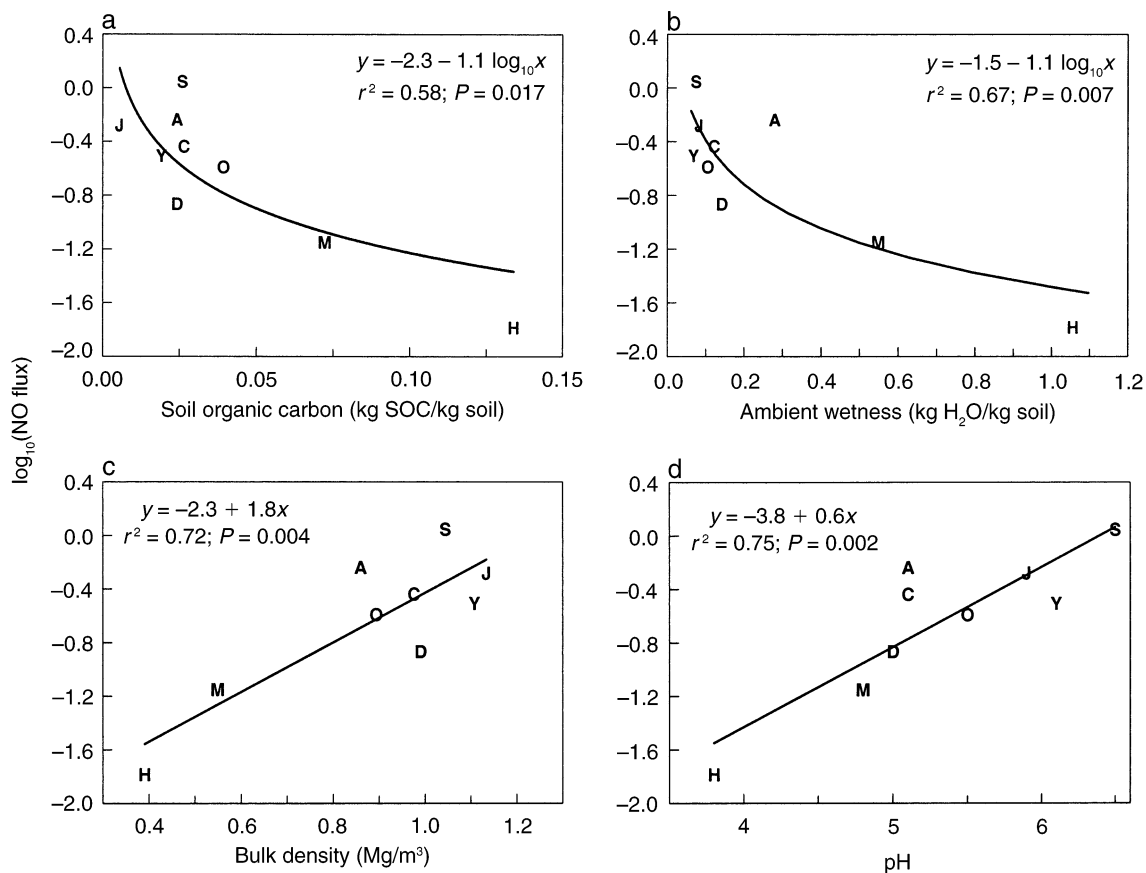 a
0.4
0.0
−0.4
−0.8
−1.2
−1.6
−2.0
y = −2.3 − 1.1 log₁₀x
r² = 0.58; P = 0.017
S
A
J
C
Y
O
D
M
H
0.00 0.05 0.10 0.15
Soil organic carbon (kg SOC/kg soil)
b
0.4
0.0
−0.4
−0.8
−1.2
−1.6
−2.0
y = −1.5 − 1.1 log₁₀x
r² = 0.67; P = 0.007
S
J
A
C
Y
O
D
M
H
0.0 0.2 0.4 0.6 0.8 1.0 1.2
Ambient wetness (kg H₂O/kg soil)
log₁₀(NO flux)
c
0.4
0.0
−0.4
−0.8
−1.2
−1.6
−2.0
y = −2.3 + 1.8x
r² = 0.72; P = 0.004
S
A
J
C
Y
O
D
M
H
0.4 0.6 0.8 1.0 1.2
Bulk density (Mg/m³)
d
0.4
0.0
−0.4
−0.8
−1.2
−1.6
−2.0
y = −3.8 + 0.6x
r² = 0.75; P = 0.002
S
A
J
C
Y
O
D
M
H
4 5 6
pH